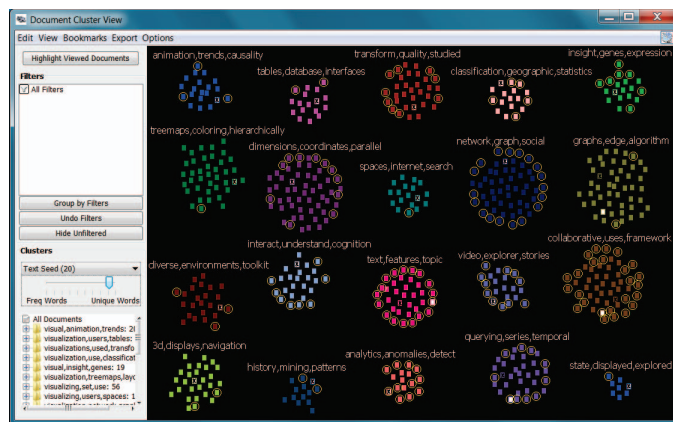 Document Cluster View
Edit View Bookmarks Export Options
Highlight Viewed Documents
Filters
All Filters
Group by Filters
Undo Filters
Hide Unfiltered
Clusters
Text Seed (20)
Freq Words Unique Words
All Documents
visual,animation,trends:
visualization,users,tables:
visualizations,used,transfo
visualization,use,classificat
visual,insight,genes: 19
visualization,treemaps,layo
visualizing,set,use: 56
visualizing,users,spaces: 1
animation,trends,causality
transform,quality,studied
insight,genes,expression
tables,database,interfaces
classification,geographic,statistics
treemaps,coloring,hierarchically
dimensions,coordinates,parallel
network,graph,social
graphs,edge,algorithm
spaces,internet,search
interact,understand,cognition
collaborative,uses,framework
diverse,environments,toolkit
text,features,topic
video,explorer,stories
querying,series,temporal
3d,displays,navigation
history,mining,patterns
analytics,anomalies,detect
state,displayed,explored